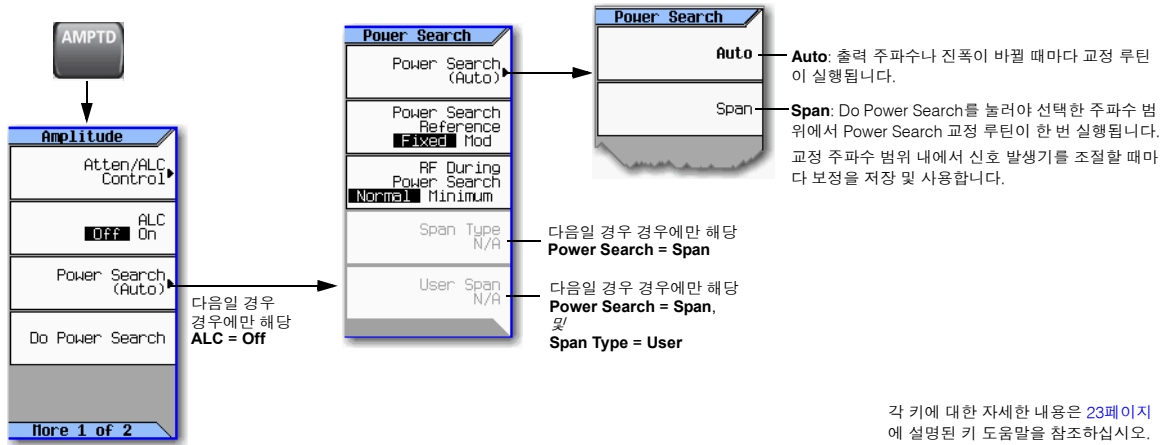 AMPTD
Amplitude
Atten/ALC
Control
ALC
Off On
Power Search
(Auto)
Do Power Search
More 1 of 2
다음일 경우
경우에만 해당
ALC = Off
Power Search
Power Search
(Auto)
Power Search
Reference
Fixed Mod
RF During
Power Search
Normal Minimum
Span Type
N/A
User Span
N/A
다음일 경우 경우에만 해당
Power Search = Span
다음일 경우 경우에만 해당
Power Search = Span,
및
Span Type = User
Power Search
Auto
Span
Auto: 출력 주파수나 진폭이 바뀔 때마다 교정 루틴
이 실행됩니다.
Span: Do Power Search를 눌러야 선택한 주파수 범
위에서 Power Search 교정 루틴이 한 번 실행됩니다.
교정 주파수 범위 내에서 신호 발생기를 조절할 때마
다 보정을 저장 및 사용합니다.
각 키에 대한 자세한 내용은 23페이지
에 설명된 키 도움말을 참조하십시오.